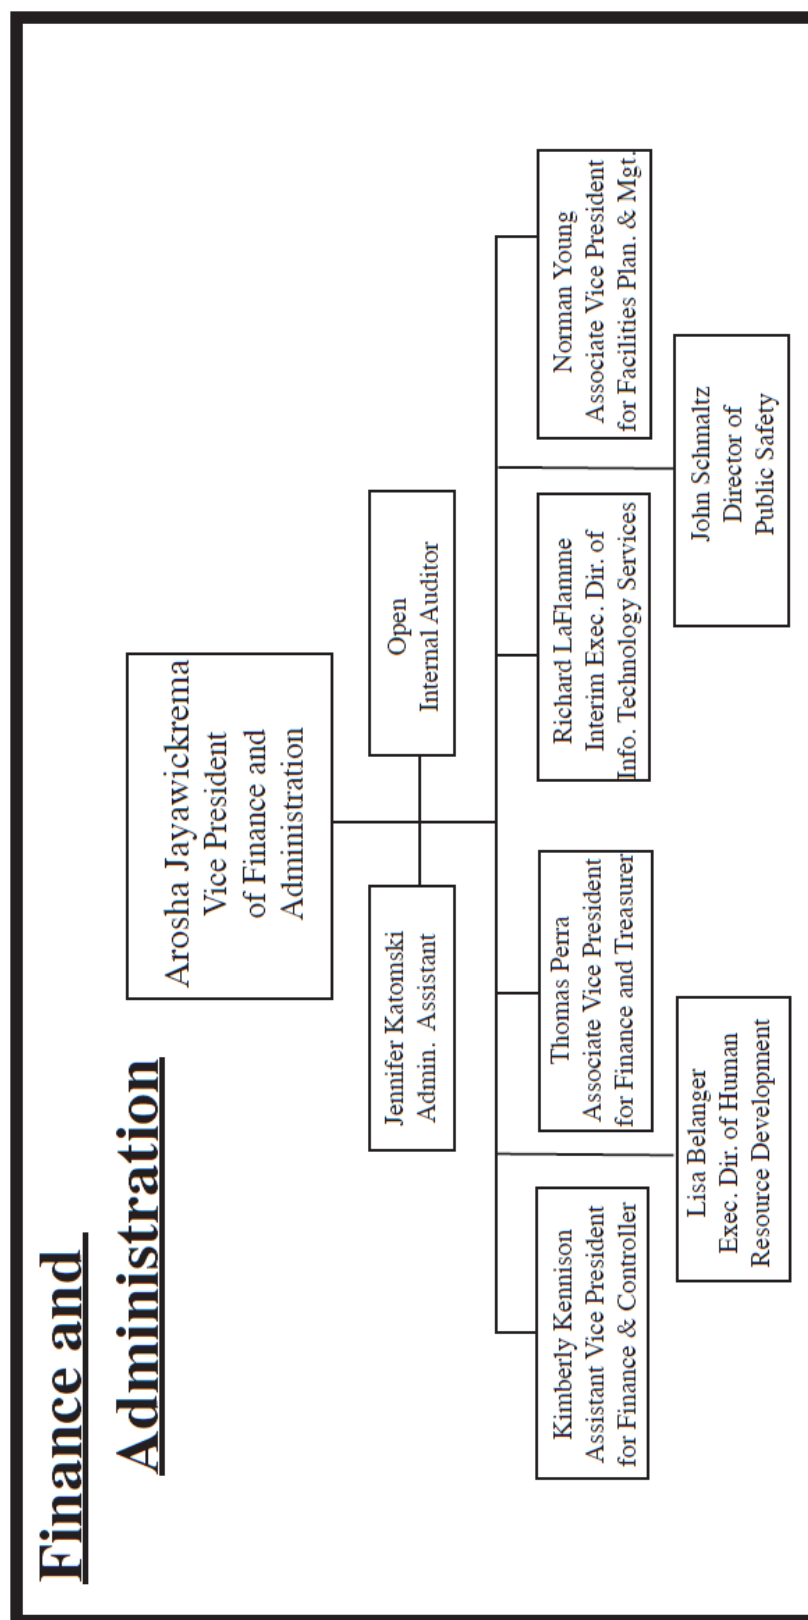 Finance and
Administration
Arosha Jayawickrema
Vice President
of Finance and
Administration
Jennifer Katomski
Admin. Assistant
Open
Internal Auditor
Kimberly Kennison
Assistant Vice President
for Finance & Controller
Thomas Perra
Associate Vice President
for Finance and Treasurer
Richard LaFlamme
Interim Exec. Dir. of
Info. Technology Services
Norman Young
Associate Vice President
for Facilities Plan. & Mgt.
Lisa Belanger
Exec. Dir. of Human
Resource Development
John Schmaltz
Director of
Public Safety